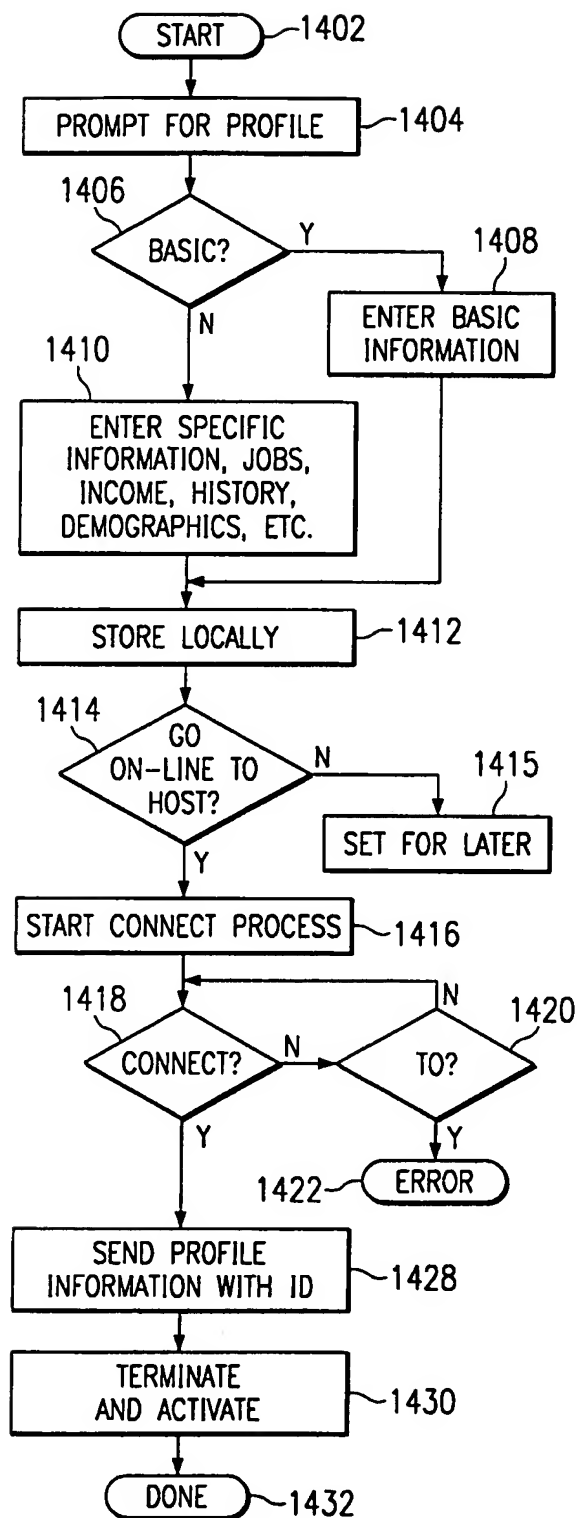 START
1402
PROMPT FOR PROFILE
1404
1406
BASIC?
Y
N
1408
ENTER BASIC
INFORMATION
1410
ENTER SPECIFIC
INFORMATION, JOBS,
INCOME, HISTORY,
DEMOGRAPHICS, ETC.
STORE LOCALLY
1412
1414
GO
ON-LINE TO
HOST?
N
Y
1415
SET FOR LATER
START CONNECT PROCESS
1416
1418
CONNECT?
N
Y
N
1420
TO?
Y
1422
ERROR
SEND PROFILE
INFORMATION WITH ID
1428
TERMINATE
AND ACTIVATE
1430
DONE
1432